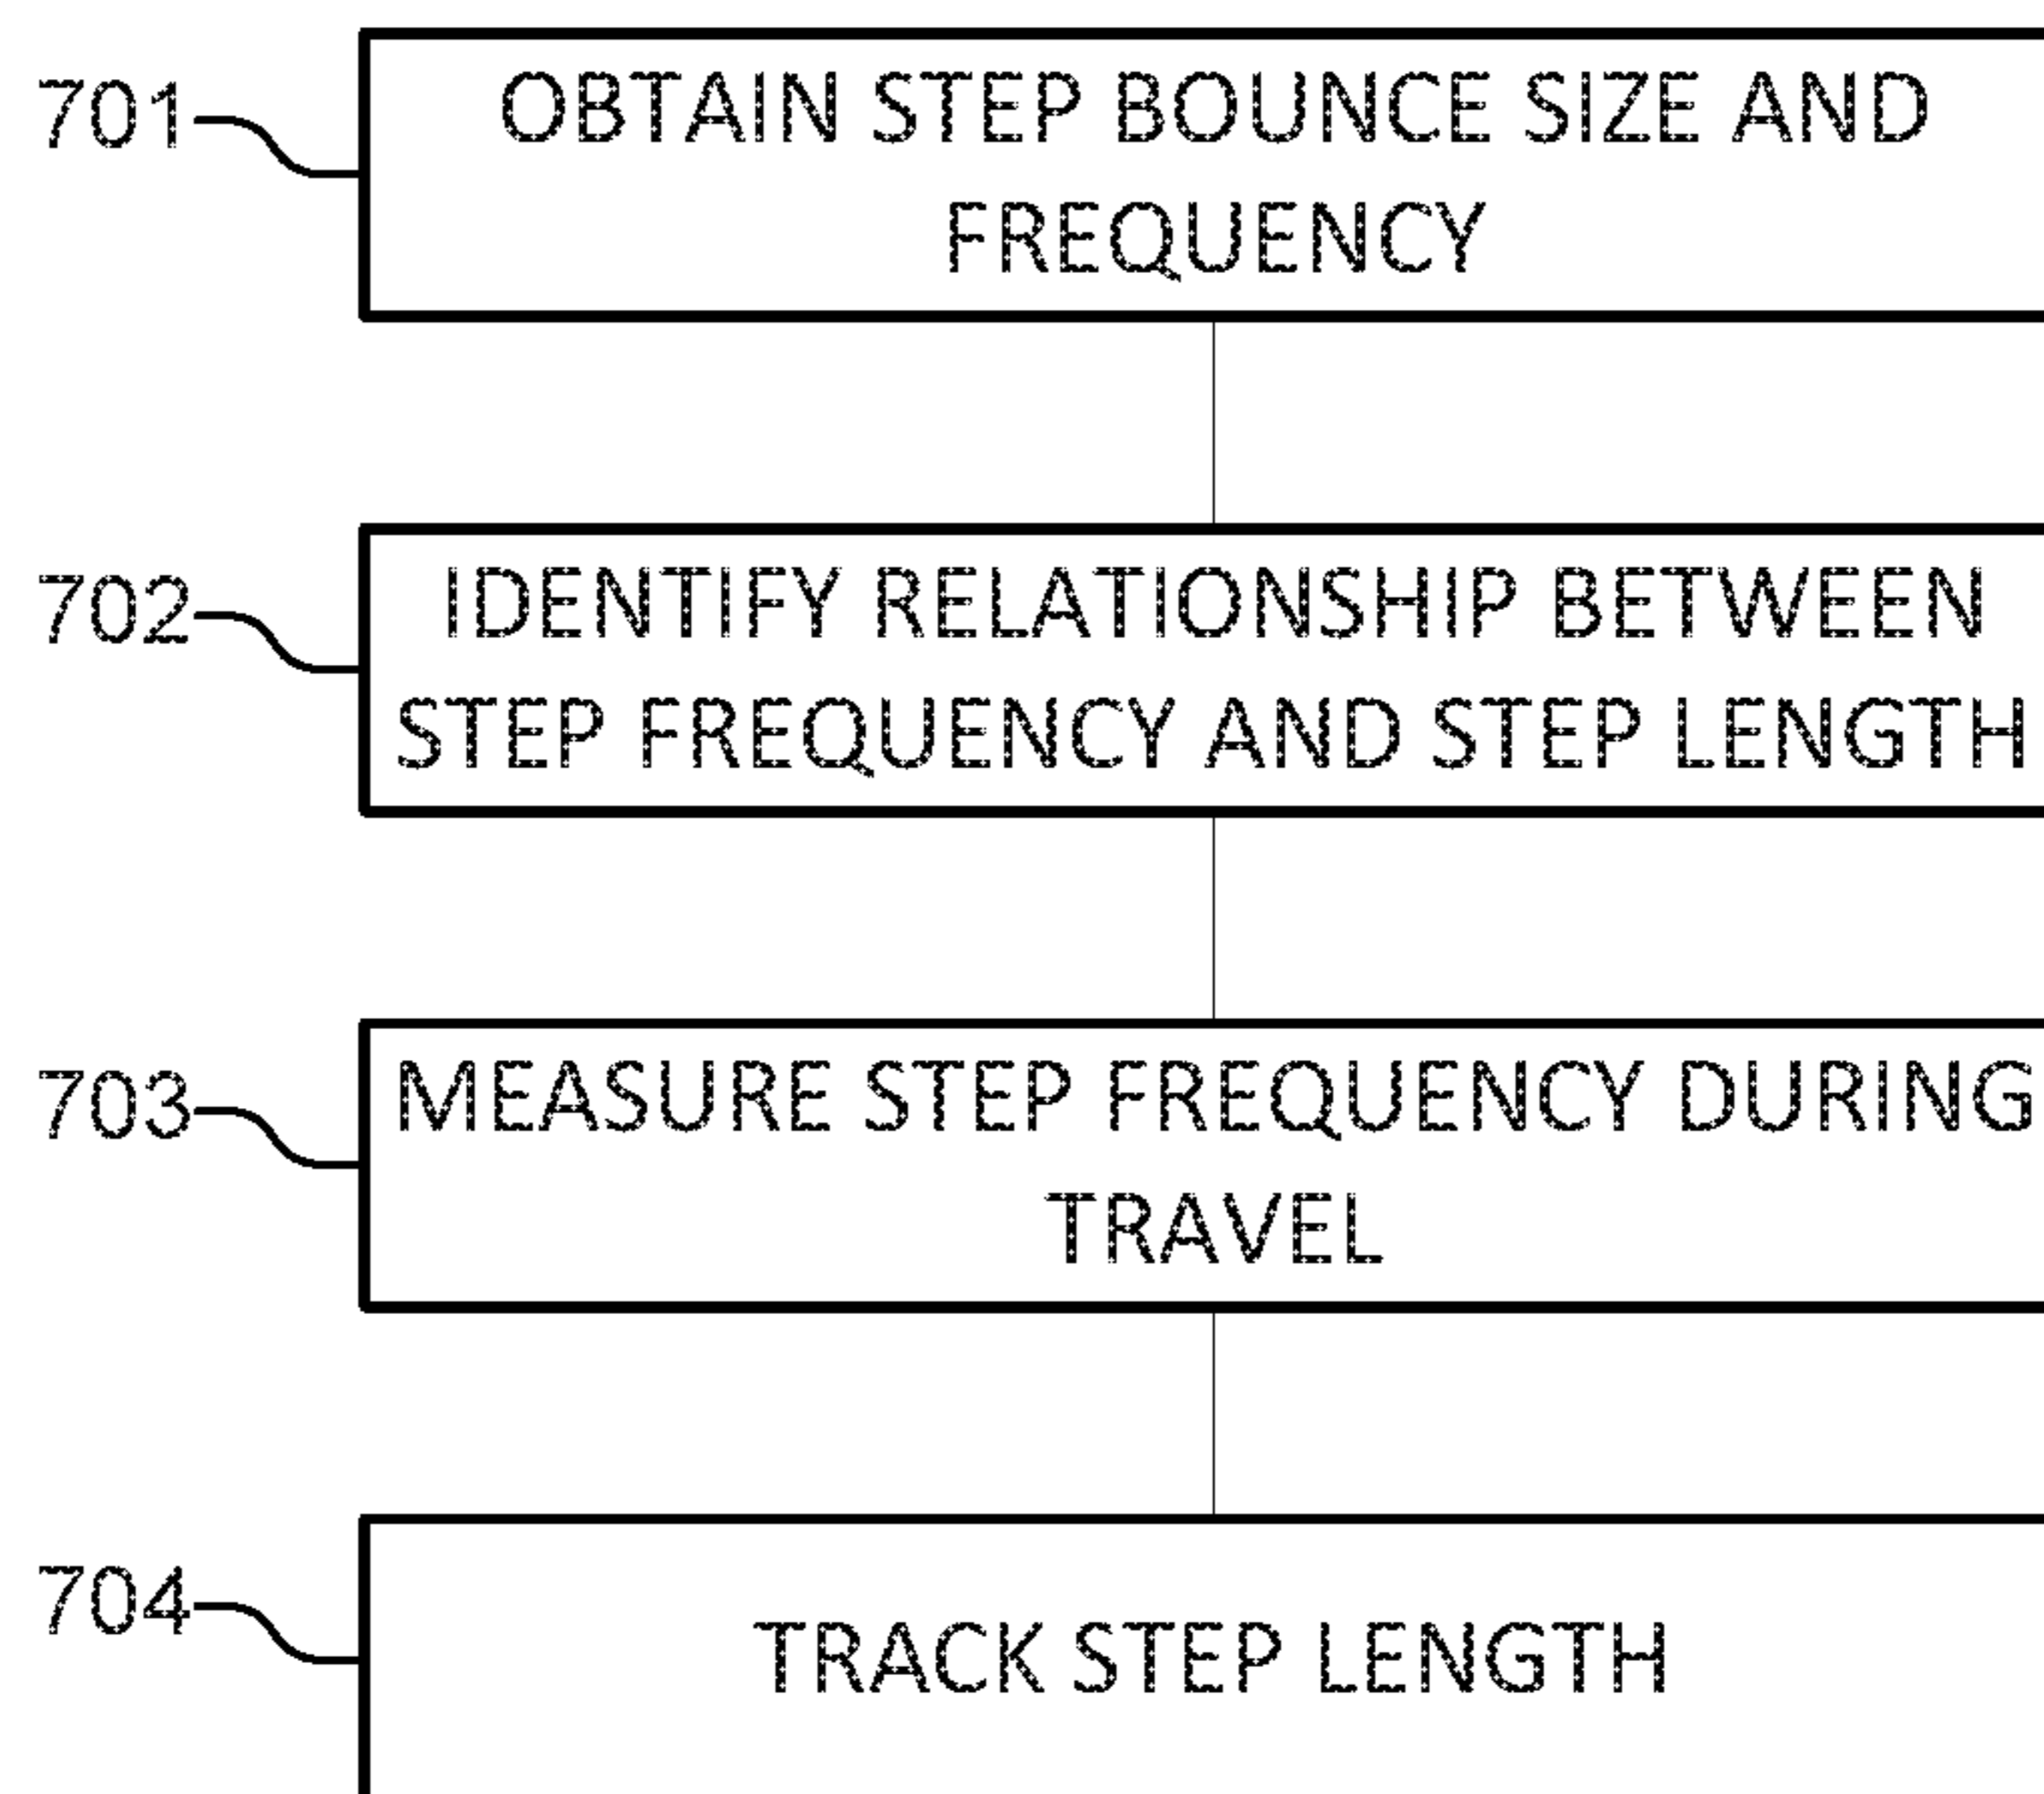 701
OBTAIN STEP BOUNCE SIZE AND
FREQUENCY
702
IDENTIFY RELATIONSHIP BETWEEN
STEP FREQUENCY AND STEP LENGTH
703
MEASURE STEP FREQUENCY DURING
TRAVEL
704
TRACK STEP LENGTH